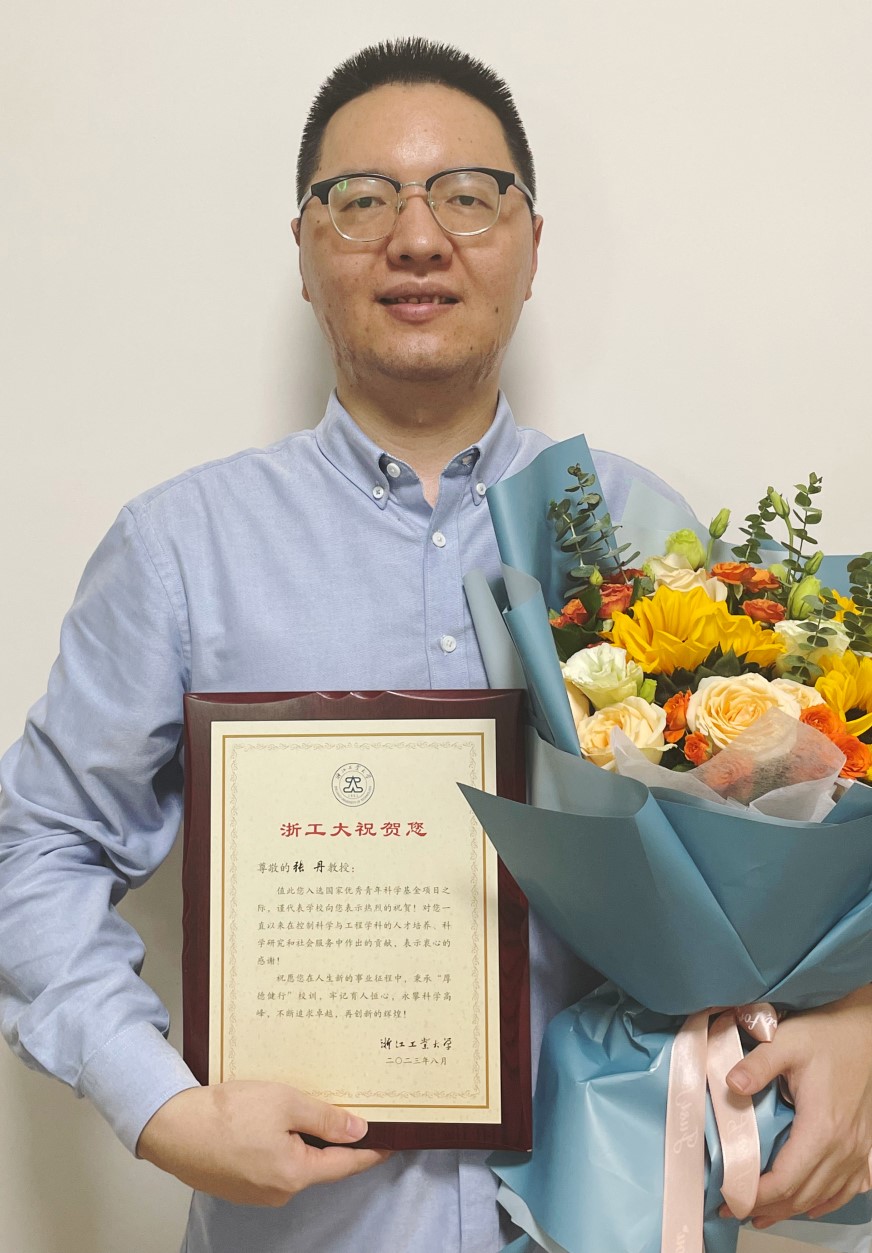 浙江工业大学
浙工大祝贺您
尊敬的张 丹教授：
值此您入选国家优秀青年科学基金项目之
际，谨代表学校向您表示热烈的祝贺！对您一
直以来在控制科学与工程学科的人才培养、科
学研究和社会服务中作出的贡献，表示衷心的
感谢！
祝愿您在人生新的事业征程中，秉承“厚
德健行”校训，牢记育人恒心，永攀科学高
峰，不断追求卓越，再创新的辉煌！
浙江工业大学
二〇二三年八月